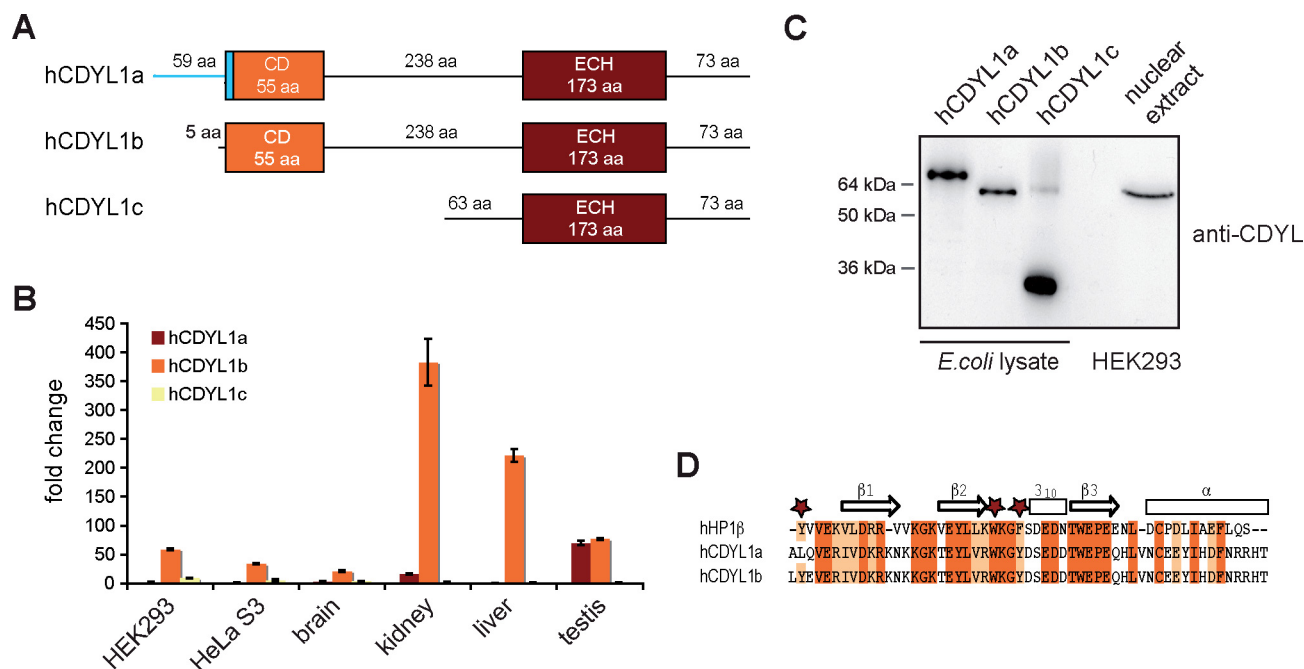 A
59 aa
CD
55 aa
238 aa
ECH
173 aa
73 aa
hCDYL1a
5 aa
CD
55 aa
238 aa
ECH
173 aa
73 aa
hCDYL1b
63 aa
ECH
173 aa
73 aa
hCDYL1c
B
fold change
450
400
350
300
250
200
150
100
50
0
hCDYL1a
hCDYL1b
hCDYL1c
HEK293
HeLa S3
brain
kidney
liver
testis
C
hCDYL1a
hCDYL1b
hCDYL1c
nuclear extract
64 kDa
50 kDa
36 kDa
anti-CDYL
E.coli lysate
HEK293
D
β1
β2
310
β3
α
hHP1β -YVVEKVLDRR-VVKGKVEYLLKWKGFSDEDNTWEPEENL-DCPDLIAEFLQS--
hCDYL1a ALQVERIVDKRKNKKGKTEYLVRWKGYDSEDDTWEPEQHLVNCEEYIHDFNRRHT
hCDYL1b LYEVERIVDKRKNKKGKTEYLVRWKGYDSEDDTWEPEQHLVNCEEYIHDFNRRHT